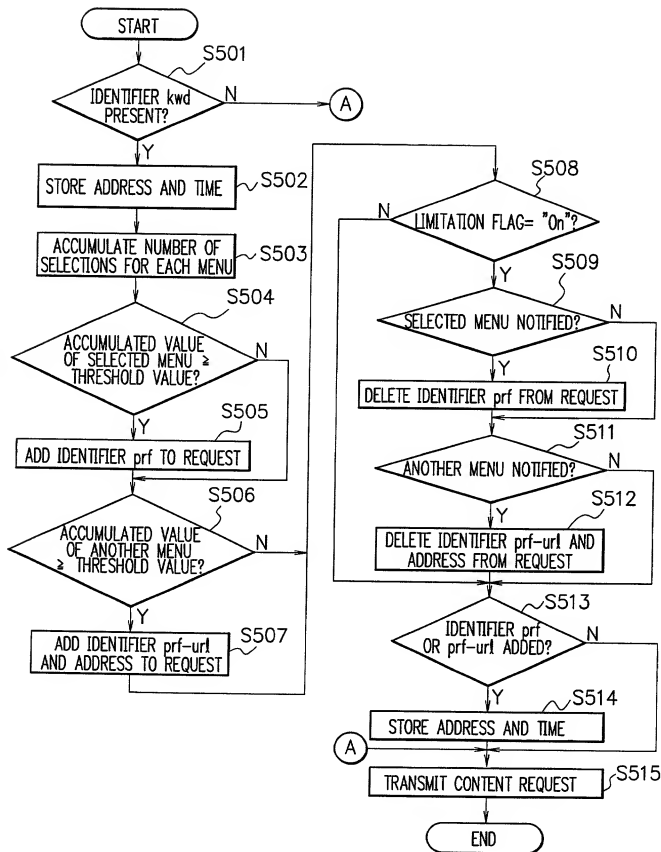 START
S501
IDENTIFIER kwd
PRESENT?
N
A
Y
STORE ADDRESS AND TIME
S502
ACCUMULATE NUMBER OF
SELECTIONS FOR EACH MENU
S503
S504
ACCUMULATED VALUE
OF SELECTED MENU ≧
THRESHOLD VALUE?
N
Y
S505
ADD IDENTIFIER prf TO REQUEST
S506
ACCUMULATED VALUE
OF ANOTHER MENU
≧ THRESHOLD VALUE?
N
Y
S507
ADD IDENTIFIER prf-url
AND ADDRESS TO REQUEST
S508
N
LIMITATION FLAG= "On"?
Y
S509
SELECTED MENU NOTIFIED?
N
Y
S510
DELETE IDENTIFIER prf FROM REQUEST
S511
ANOTHER MENU NOTIFIED?
N
Y
S512
DELETE IDENTIFIER prf-url AND
ADDRESS FROM REQUEST
S513
IDENTIFIER prf
OR prf-url ADDED?
N
Y
S514
STORE ADDRESS AND TIME
A
TRANSMIT CONTENT REQUEST
S515
END